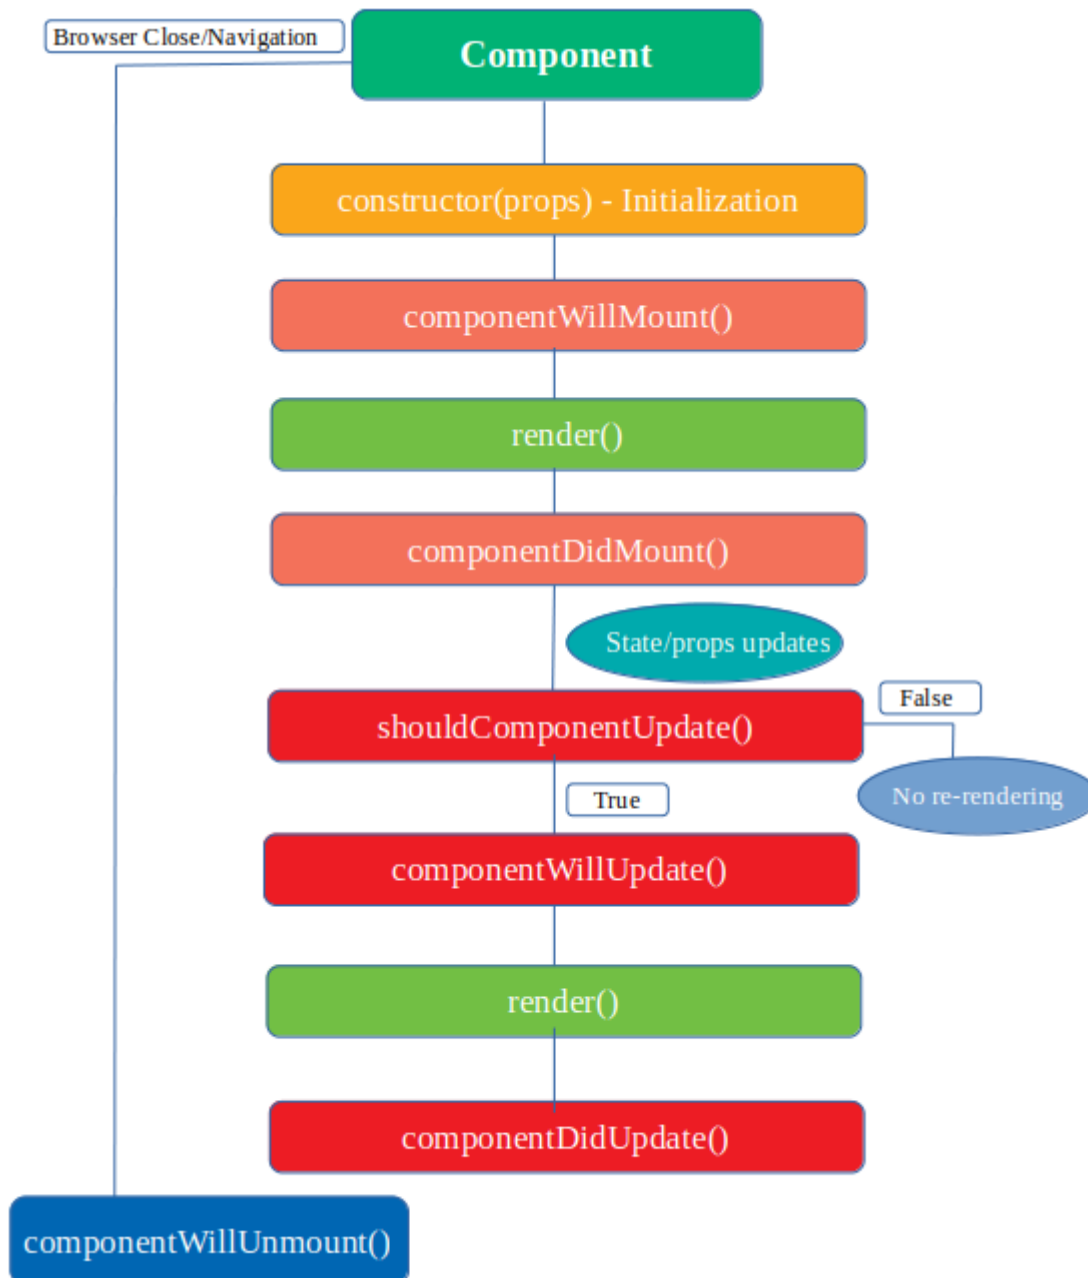 Browser Close/Navigation
Component
constructor(props) - Initialization
componentWillMount()
render()
componentDidMount()
State/props updates
shouldComponentUpdate()
False
No re-rendering
True
componentWillUpdate()
render()
componentDidUpdate()
componentWillUnmount()